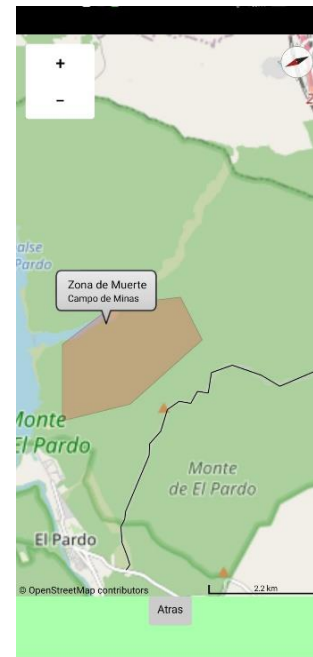 +
−
Z
alse
Pardo
Zona de Muerte
Campo de Minas
Monte
El Pardo
Monte
de El Pardo
El Pardo
© OpenStreetMap contributors
2.2 km
Atras